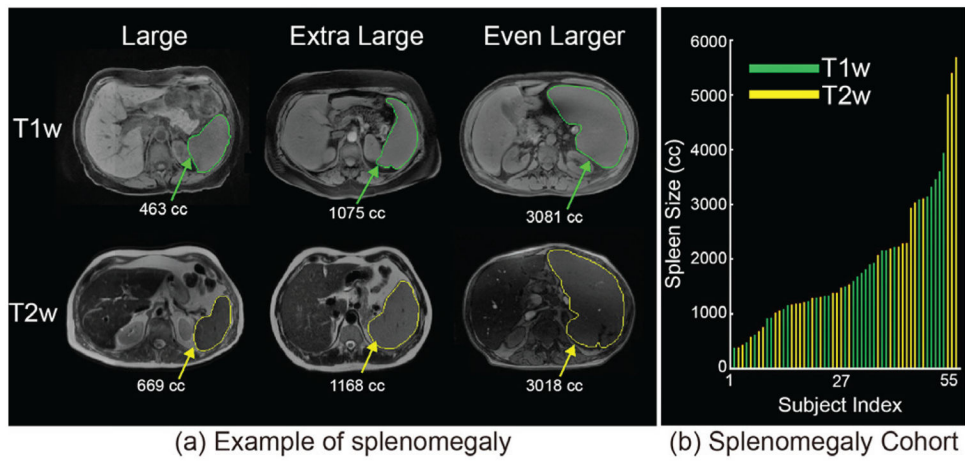 Large Extra Large Even Larger
T1w
463 cc 1075 cc 3081 cc
T2w
669 cc 1168 cc 3018 cc
(a) Example of splenomegaly
6000
5000
4000
3000
2000
1000
0
Spleen Size (cc)
T1w
T2w
1 27 55
Subject Index
(b) Splenomegaly Cohort